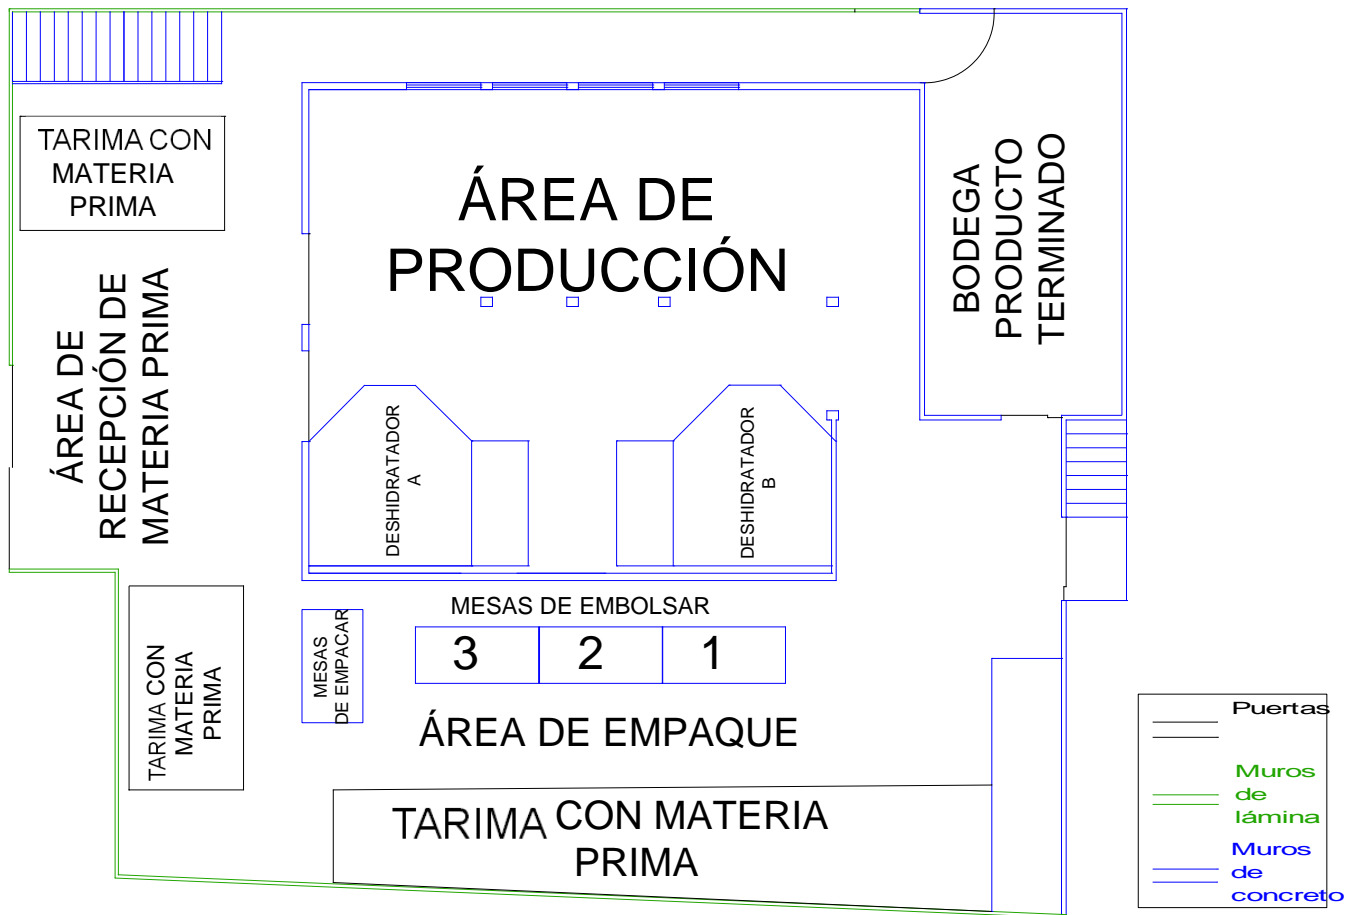 TARIMA CON
MATERIA
PRIMA
ÁREA DE
PRODUCCIÓN
BODEGA
PRODUCTO
TERMINADO
ÁREA DE
RECEPCIÓN DE
MATERIA PRIMA
DESHIDRATADOR
A
DESHIDRATADOR
B
MESAS DE EMBOLSAR
3 2 1
MESAS
DE EMPACAR
TARIMA CON
MATERIA
PRIMA
ÁREA DE EMPAQUE
TARIMA CON MATERIA
PRIMA
Puertas
Muros
de
lámina
Muros
de
concreto